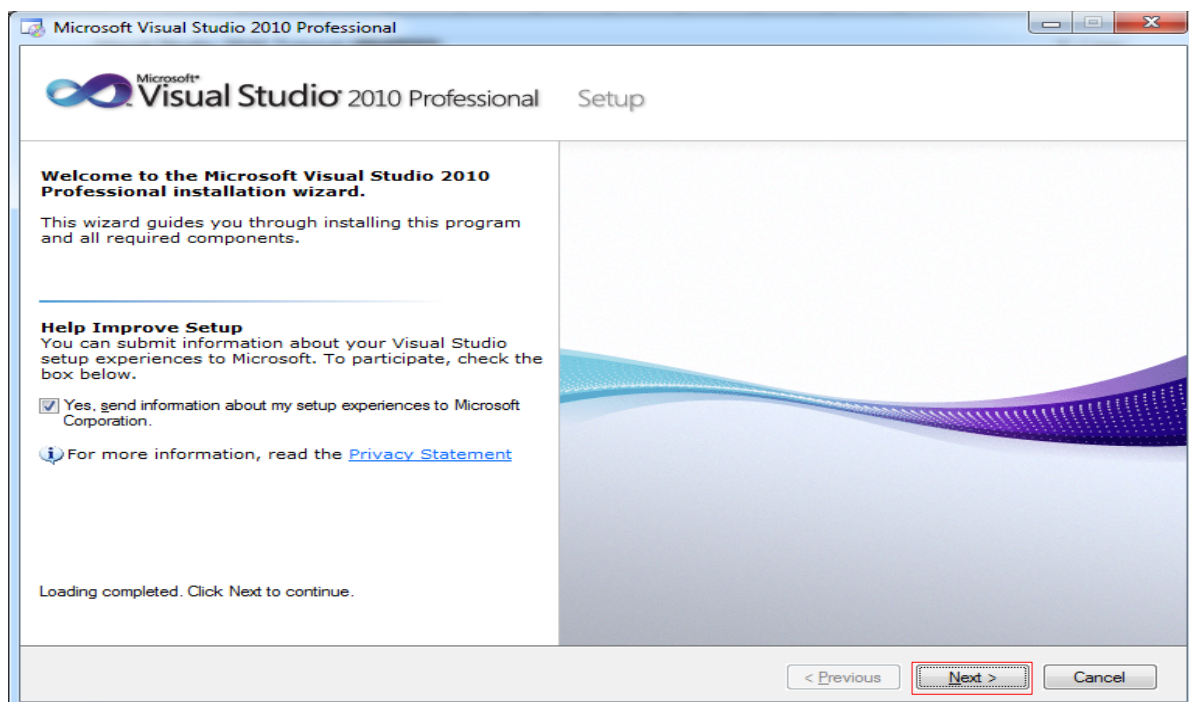 Microsoft Visual Studio 2010 Professional
Microsoft®
Visual Studio® 2010 Professional Setup
Welcome to the Microsoft Visual Studio 2010
Professional installation wizard.
This wizard guides you through installing this program
and all required components.
Help Improve Setup
You can submit information about your Visual Studio
setup experiences to Microsoft. To participate, check the
box below.
Yes, send information about my setup experiences to Microsoft
Corporation.
For more information, read the Privacy Statement
Loading completed. Click Next to continue.
< Previous
Next >
Cancel